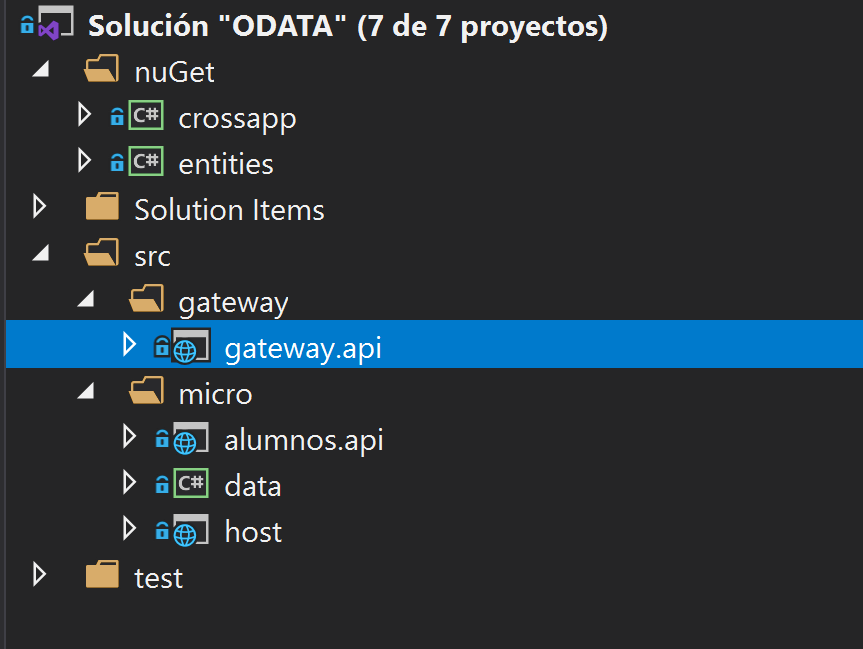 Solución "ODATA" (7 de 7 proyectos)
nuGet
C# crossapp
C# entities
Solution Items
src
gateway
gateway.api
micro
alumnos.api
C# data
host
test